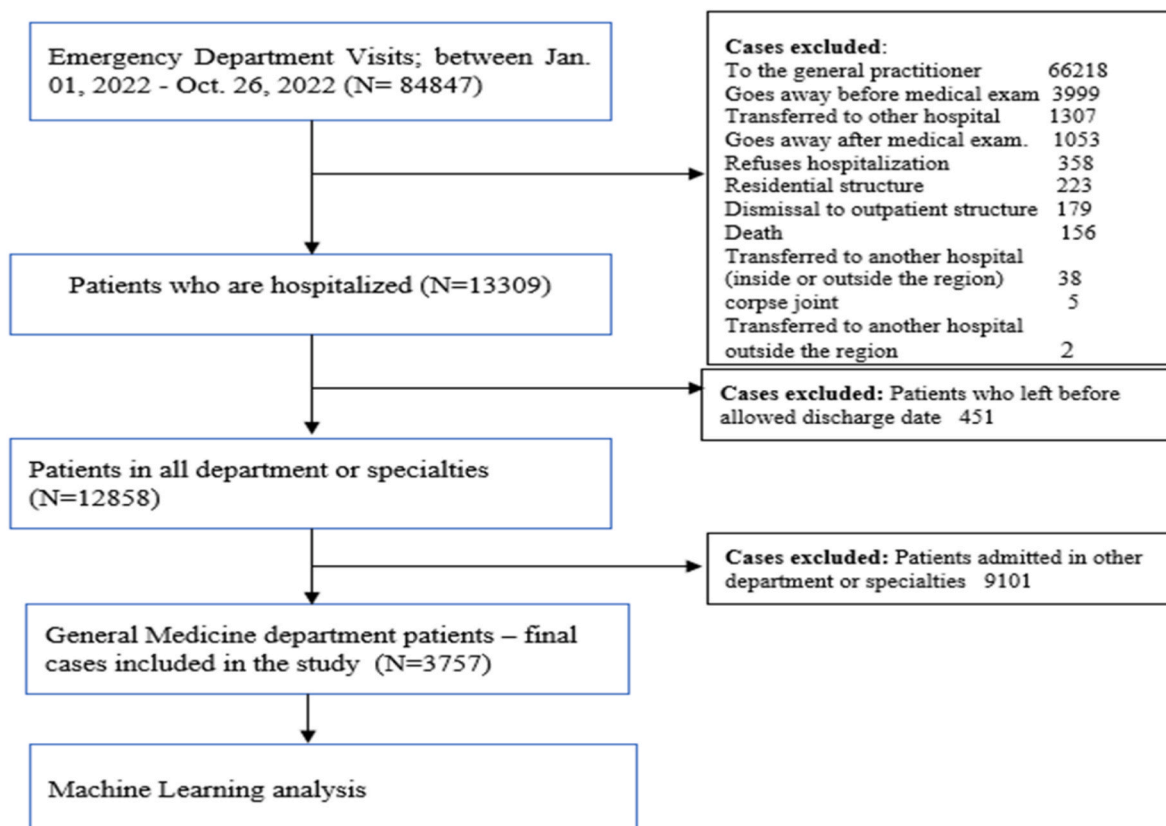 Emergency Department Visits; between Jan.
01, 2022 - Oct. 26, 2022 (N= 84847)
Cases excluded:
To the general practitioner 66218
Goes away before medical exam 3999
Transferred to other hospital 1307
Goes away after medical exam. 1053
Refuses hospitalization 358
Residential structure 223
Dismissal to outpatient structure 179
Death 156
Transferred to another hospital
(inside or outside the region) 38
corpse joint 5
Transferred to another hospital
outside the region 2
Patients who are hospitalized (N=13309)
Cases excluded: Patients who left before
allowed discharge date 451
Patients in all department or specialties
(N=12858)
Cases excluded: Patients admitted in other
department or specialties 9101
General Medicine department patients – final
cases included in the study (N=3757)
Machine Learning analysis